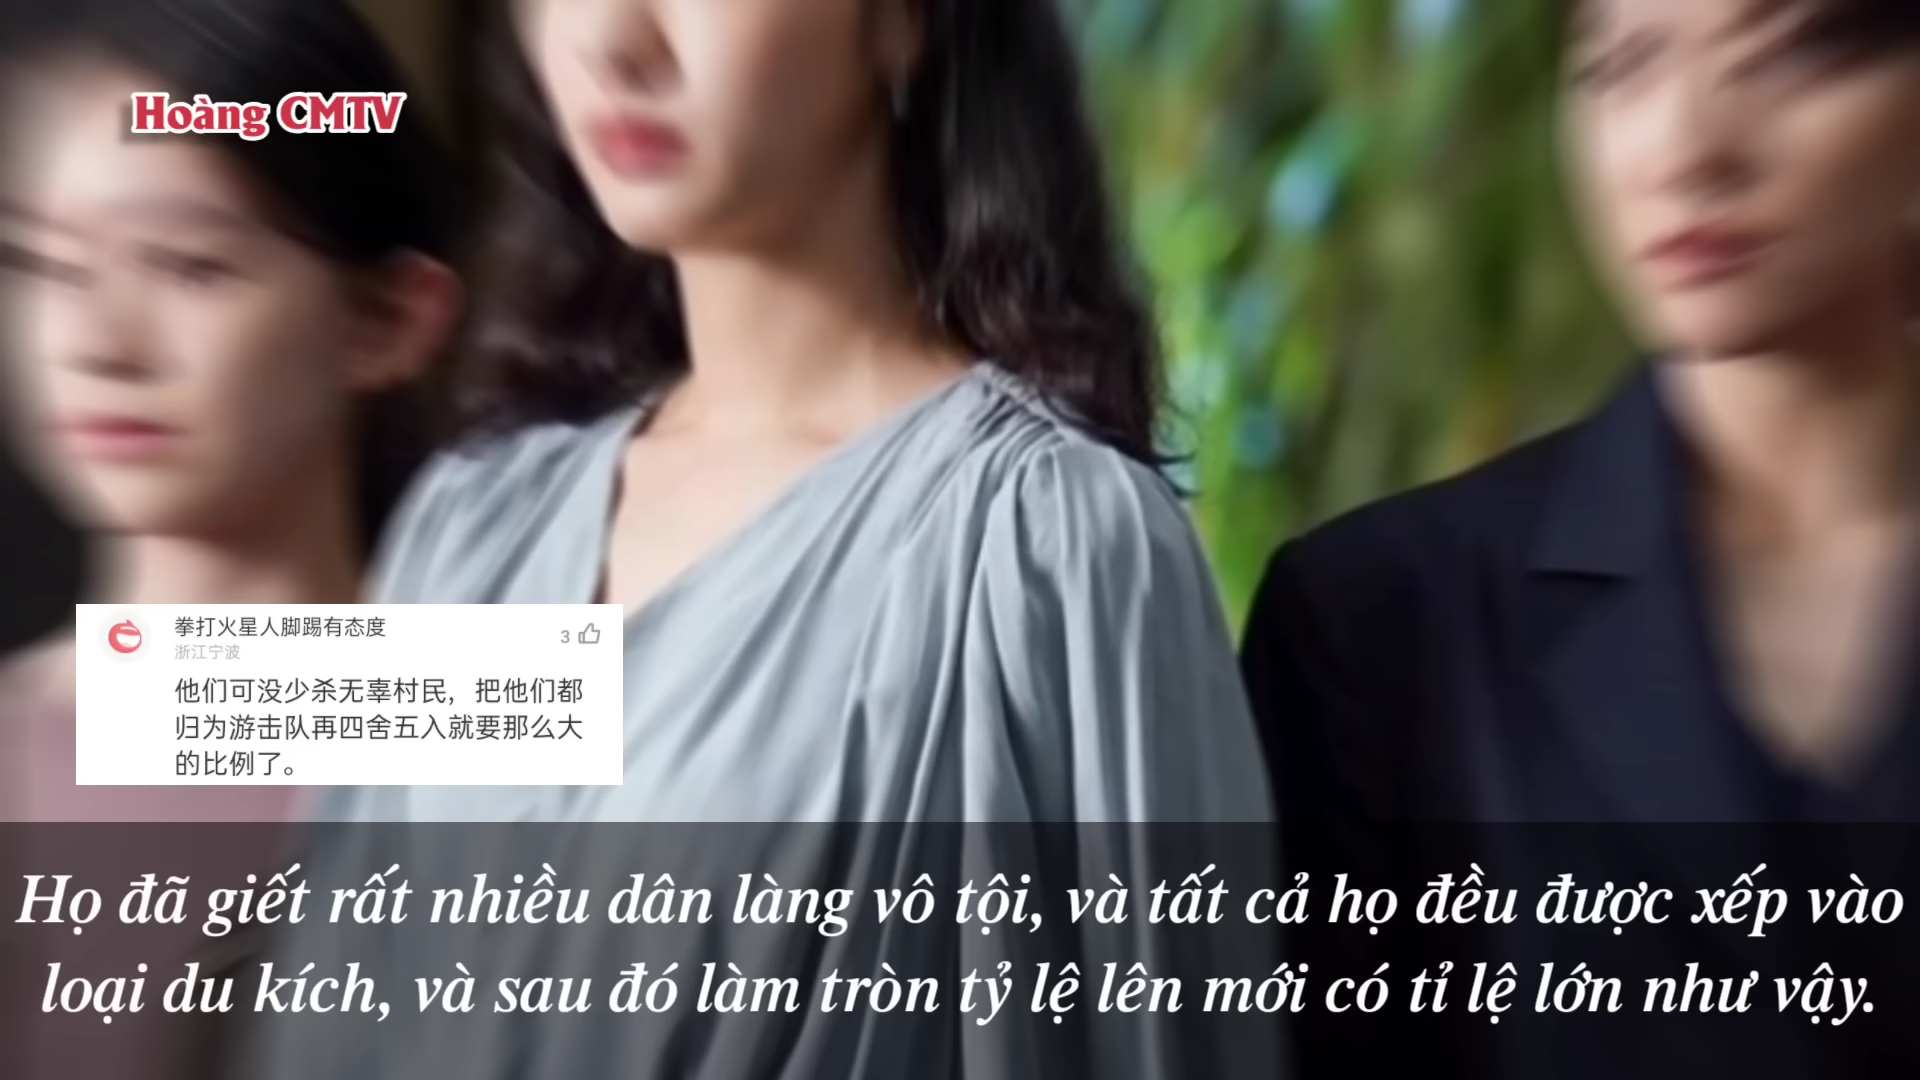 Hoàng CMTV
拳打火星人脚踢有态度
3
浙江宁波
他们可没少杀无辜村民，把他们都
归为游击队再四舍五入就要那么大
的比例了。
Họ đã giết rất nhiều dân làng vô tội, và tất cả họ đều được xếp vào
loại du kích, và sau đó làm tròn tỷ lệ lên mới có tỉ lệ lớn như vậy.